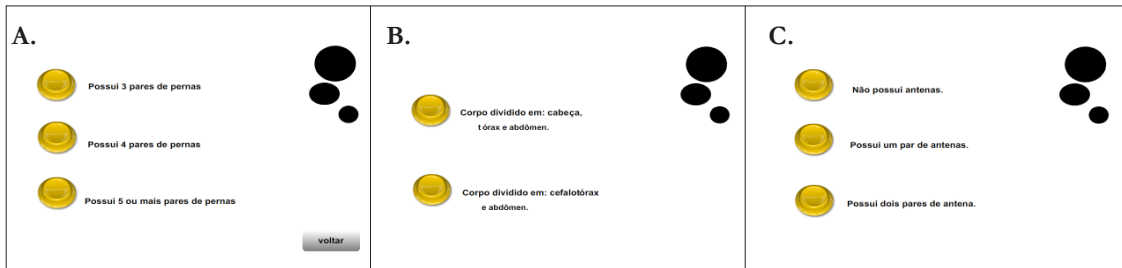 A.
Possui 3 pares de pernas
Possui 4 pares de pernas
Possui 5 ou mais pares de pernas
voltar
B.
Corpo dividido em: cabeça,
t órax e abdômen.
Corpo dividido em: cefalotórax
e abdômen.
C.
Não possui antenas.
Possui um par de antenas.
Possui dois pares de antena.